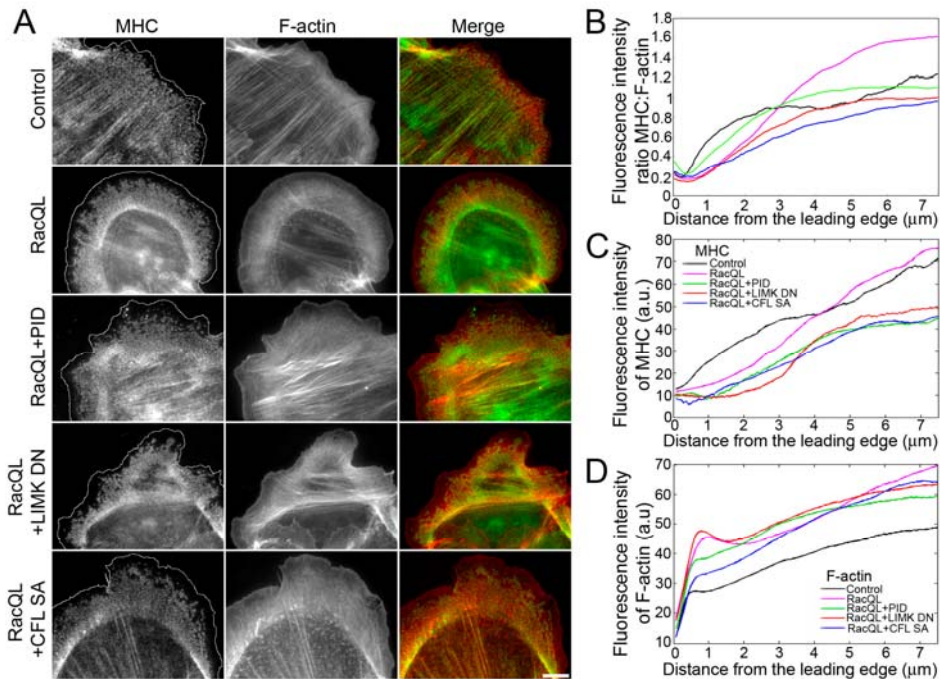 A
MHC
F-actin
Merge
Control
RacQL
RacQL+PID
RacQL
+LIMK DN
RacQL
+CFL SA
B
Fluorescence intensity
ratio MHC:F-actin
1.8
1.6
1.4
1.2
1
0.8
0.6
0.4
0.2
0
0 1 2 3 4 5 6 7
Distance from the leading edge (μm)
C
Fluorescence intensity
of MHC (a.u.)
80
70
60
50
40
30
20
10
0
MHC
Control
RacQL
RacQL+PID
RacQL+LIMK DN
RacQL+CFL SA
0 1 2 3 4 5 6 7
Distance from the leading edge (μm)
D
Fluorescence intensity
of F-actin (a.u)
70
60
50
40
30
20
10
F-actin
Control
RacQL
RacQL+PID
RacQL+LIMK DN
RacQL+CFL SA
0 1 2 3 4 5 6 7
Distance from the leading edge (μm)